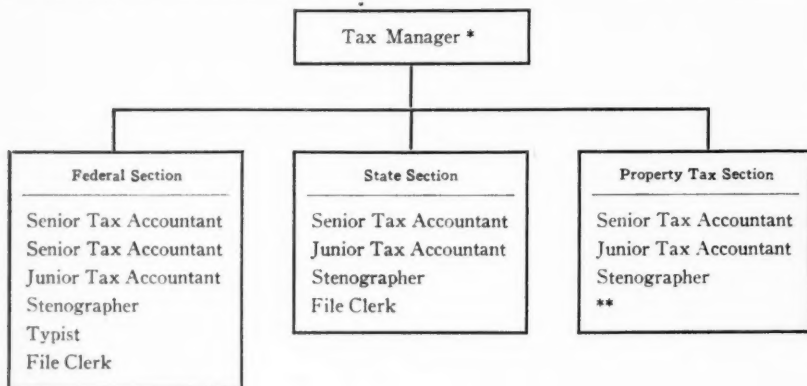 Tax Manager *
Federal Section
Senior Tax Accountant
Senior Tax Accountant
Junior Tax Accountant
Stenographer
Typist
File Clerk
State Section
Senior Tax Accountant
Junior Tax Accountant
Stenographer
File Clerk
Property Tax Section
Senior Tax Accountant
Junior Tax Accountant
Stenographer
**